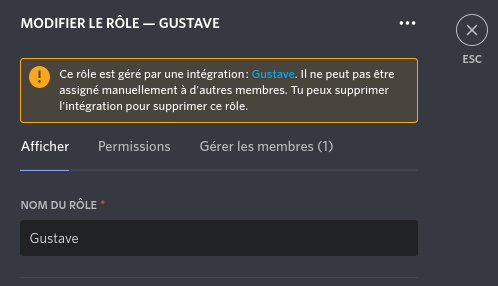 MODIFIER LE RÔLE — GUSTAVE
ESC
Ce rôle est géré par une intégration : Gustave. Il ne peut pas être
assigné manuellement à d'autres membres. Tu peux supprimer
l'intégration pour supprimer ce rôle.
Afficher Permissions Gérer les membres (1)
NOM DU RÔLE *
Gustave